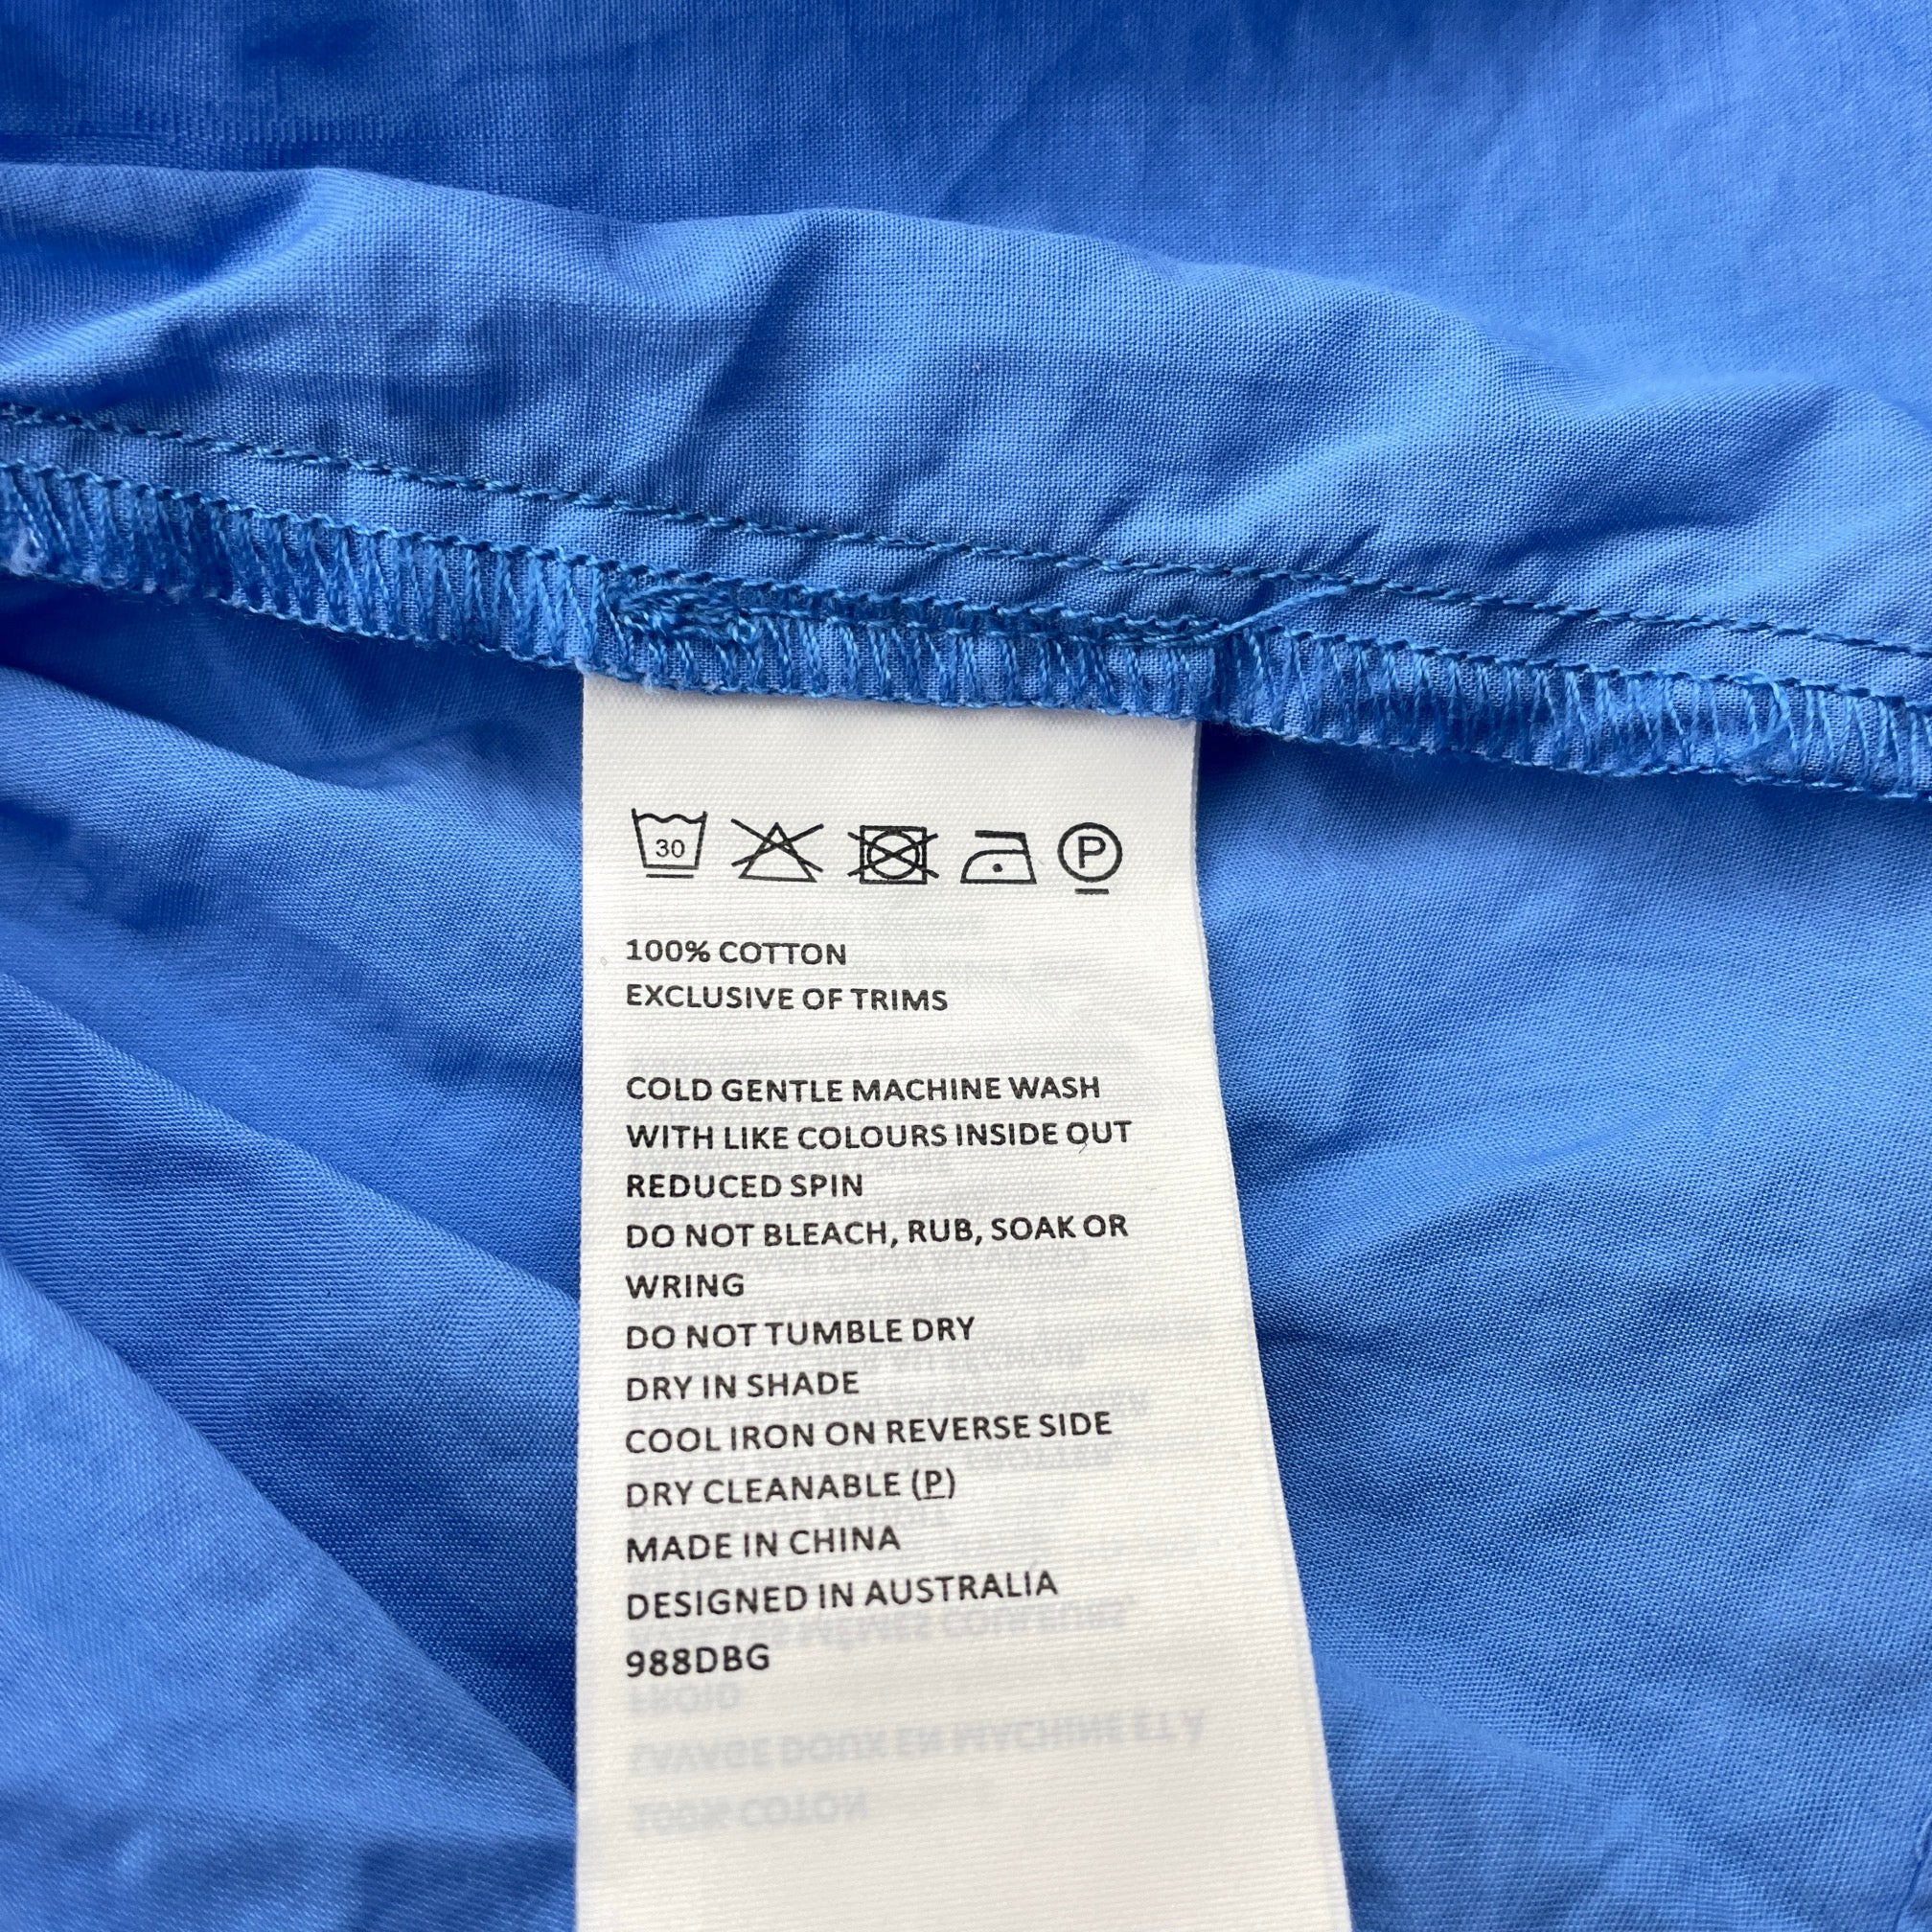 30 P
100% COTTON
EXCLUSIVE OF TRIMS
COLD GENTLE MACHINE WASH
WITH LIKE COLOURS INSIDE OUT
REDUCED SPIN
DO NOT BLEACH, RUB, SOAK OR
WRING
DO NOT TUMBLE DRY
DRY IN SHADE
COOL IRON ON REVERSE SIDE
DRY CLEANABLE (P)
MADE IN CHINA
DESIGNED IN AUSTRALIA
988DBG